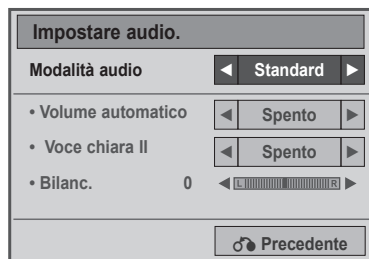 Impostare audio.
Modalità audio ◀ Standard ▶
• Volume automatico ◀ Spento ▶
• Voce chiara II ◀ Spento ▶
• Bilanc. 0 ◀ L R ▶
Precedente